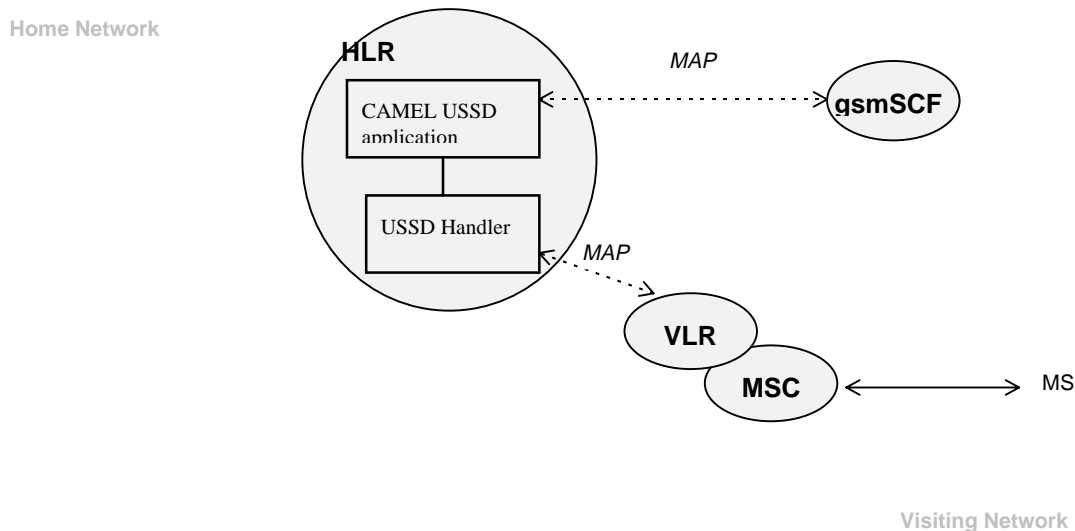 Home Network
HLR
MAP
gsmSCF
CAMEL USSD
application
USSD Handler
MAP
VLR
MSC
MS
Visiting Network